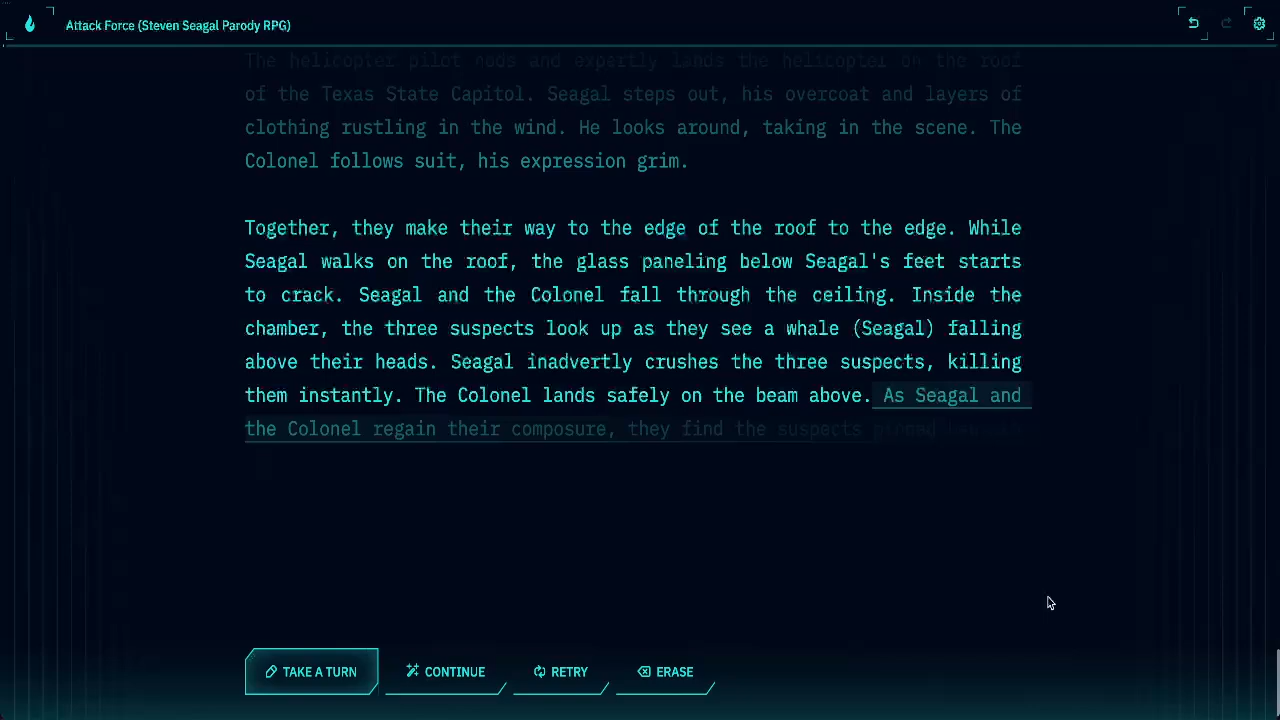 Attack Force (Steven Seagal Parody RPG)
The helicopter pilot nods and expertly lands the helicopter on the roof
of the Texas State Capitol. Seagal steps out, his overcoat and layers of
clothing rustling in the wind. He looks around, taking in the scene. The
Colonel follows suit, his expression grim.
Together, they make their way to the edge of the roof to the edge. While
Seagal walks on the roof, the glass paneling below Seagal's feet starts
to crack. Seagal and the Colonel fall through the ceiling. Inside the
chamber, the three suspects look up as they see a whale (Seagal) falling
above their heads. Seagal inadvertly crushes the three suspects, killing
them instantly. The Colonel lands safely on the beam above. As Seagal and
the Colonel regain their composure, they find the suspects pinned
TAKE A TURN
CONTINUE
RETRY
ERASE